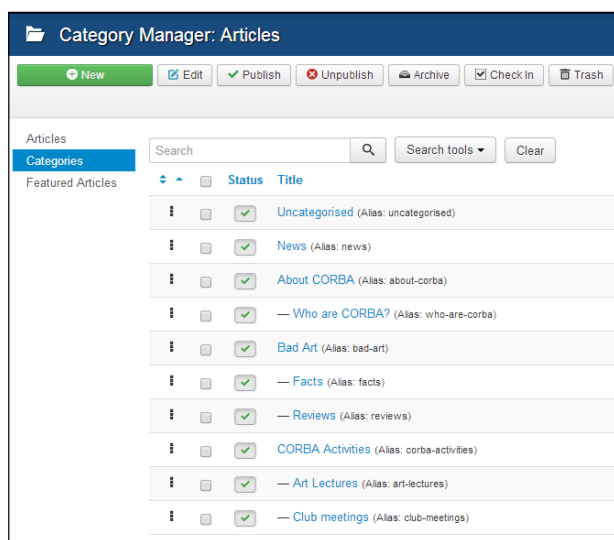 Category Manager: Articles
New Edit Publish Unpublish Archive Check In Trash
Articles
Categories
Featured Articles
Search Search tools Clear
Status Title
Uncategorised (Alias: uncategorised)
News (Alias: news)
About CORBA (Alias: about-corba)
— Who are CORBA? (Alias: who-are-corba)
Bad Art (Alias: bad-art)
— Facts (Alias: facts)
— Reviews (Alias: reviews)
CORBA Activities (Alias: corba-activities)
— Art Lectures (Alias: art-lectures)
— Club meetings (Alias: club-meetings)